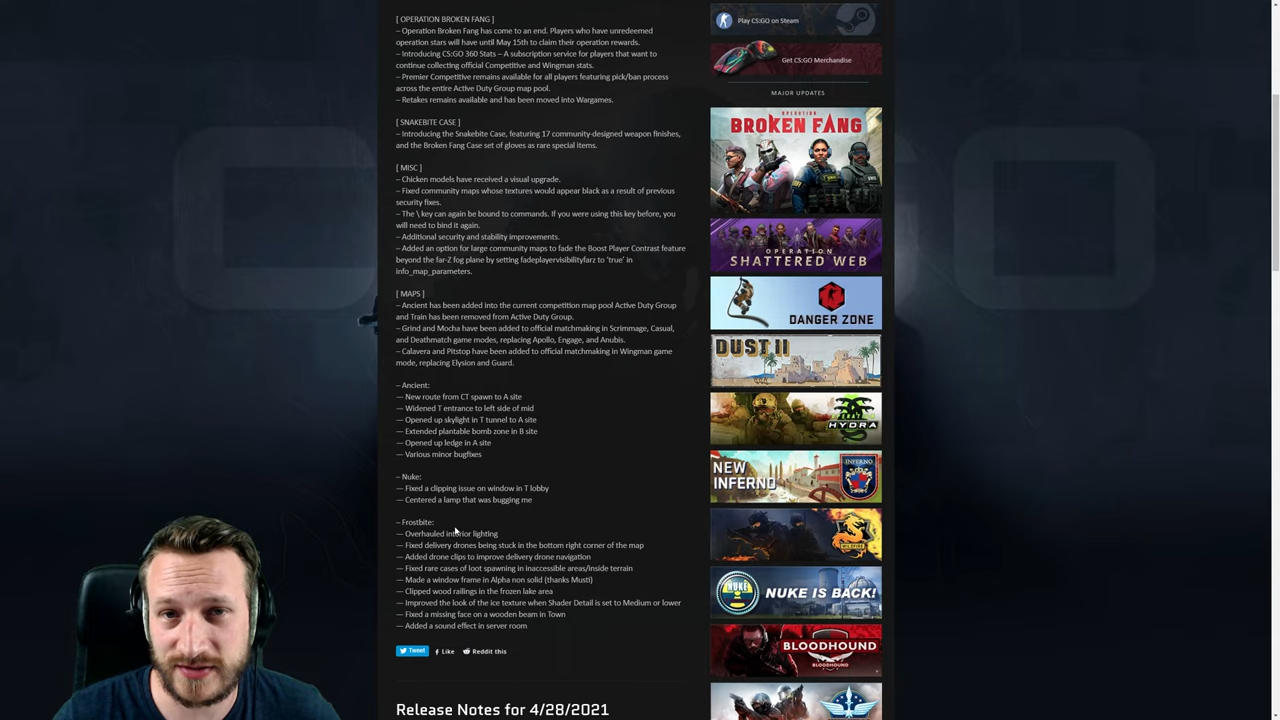 [ OPERATION BROKEN FANG ]
– Operation Broken Fang has come to an end. Players who have unredeemed
operation stars will have until May 15th to claim their operation rewards.
– Introducing CS:GO 360 Stats – A subscription service for players that want to
continue collecting official Competitive and Wingman stats.
– Premier Competitive remains available for all players featuring pick/ban process
across the entire Active Duty Group map pool.
– Retakes remains available and has been moved into Wargames.
[ SNAKEBITE CASE ]
– Introducing the Snakebite Case, featuring 17 community-designed weapon finishes,
and the Broken Fang Case set of gloves as rare special items.
[ MISC ]
– Chicken models have received a visual upgrade.
– Fixed community maps whose textures would appear black as a result of previous
security fixes.
– The \ key can again be bound to commands. If you were using this key before, you
will need to bind it again.
– Additional security and stability improvements.
– Added an option for large community maps to fade the Boost Player Contrast feature
beyond the far-Z fog plane by setting fadeplayervisibilityfarz to 'true' in
info_map_parameters.
[ MAPS ]
– Ancient has been added into the current competition map pool Active Duty Group
and Train has been removed from Active Duty Group.
– Grind and Mocha have been added to official matchmaking in Scrimmage, Casual,
and Deathmatch game modes, replacing Apollo, Engage, and Anubis.
– Calavera and Pitstop have been added to official matchmaking in Wingman game
mode, replacing Elysion and Guard.
– Ancient:
— New route from CT spawn to A site
— Widened T entrance to left side of mid
— Opened up skylight in T tunnel to A site
— Extended plantable bomb zone in B site
— Opened up ledge in A site
— Various minor bugfixes
– Nuke:
— Fixed a clipping issue on window in T lobby
— Centered a lamp that was bugging me
– Frostbite:
— Overhauled interior lighting
— Fixed delivery drones being stuck in the bottom right corner of the map
— Added drone clips to improve delivery drone navigation
— Fixed rare cases of loot spawning in inaccessible areas/inside terrain
— Made a window frame in Alpha non solid (thanks Musti)
— Clipped wood railings in the frozen lake area
— Improved the look of the ice texture when Shader Detail is set to Medium or lower
— Fixed a missing face on a wooden beam in Town
— Added a sound effect in server room
Tweet Like Reddit this
Release Notes for 4/28/2021
Play CS:GO on Steam
Get CS:GO Merchandise
MAJOR UPDATES
OPERATION
BROKEN FANG
OPERATION
SHATTERED WEB
DANGER ZONE
DUST II
OPERATION
HYDRA
NEW
INFERNO
INFERNO
WILDFIRE
NUKE
NUKE IS BACK!
OPERATION
BLOODHOUND